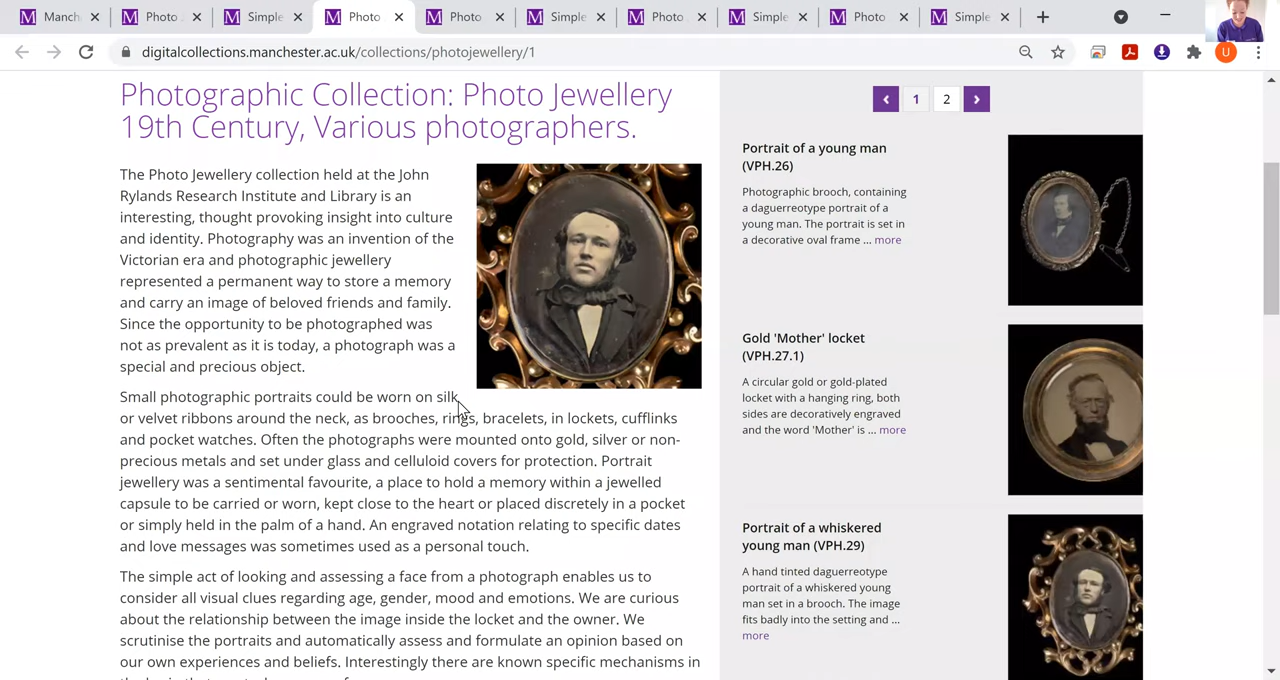 Manch
Photo
Simple
Photo
Photo
Simple
Photo
Simple
Photo
Simple
digitalcollections.manchester.ac.uk/collections/photojewellery/1
U
Photographic Collection: Photo Jewellery
19th Century, Various photographers.
The Photo Jewellery collection held at the John
Rylands Research Institute and Library is an
interesting, thought provoking insight into culture
and identity. Photography was an invention of the
Victorian era and photographic jewellery
represented a permanent way to store a memory
and carry an image of beloved friends and family.
Since the opportunity to be photographed was
not as prevalent as it is today, a photograph was a
special and precious object.
Small photographic portraits could be worn on silk
or velvet ribbons around the neck, as brooches, rings, bracelets, in lockets, cufflinks
and pocket watches. Often the photographs were mounted onto gold, silver or non-
precious metals and set under glass and celluloid covers for protection. Portrait
jewellery was a sentimental favourite, a place to hold a memory within a jewelled
capsule to be carried or worn, kept close to the heart or placed discretely in a pocket
or simply held in the palm of a hand. An engraved notation relating to specific dates
and love messages was sometimes used as a personal touch.
The simple act of looking and assessing a face from a photograph enables us to
consider all visual clues regarding age, gender, mood and emotions. We are curious
about the relationship between the image inside the locket and the owner. We
scrutinise the portraits and automatically assess and formulate an opinion based on
our own experiences and beliefs. Interestingly there are known specific mechanisms in
1
2
Portrait of a young man
(VPH.26)
Photographic brooch, containing
a daguerreotype portrait of a
young man. The portrait is set in
a decorative oval frame ... more
Gold 'Mother' locket
(VPH.27.1)
A circular gold or gold-plated
locket with a hanging ring, both
sides are decoratively engraved
and the word 'Mother' is ... more
Portrait of a whiskered
young man (VPH.29)
A hand tinted daguerreotype
portrait of a whiskered young
man set in a brooch. The image
fits badly into the setting and ...
more